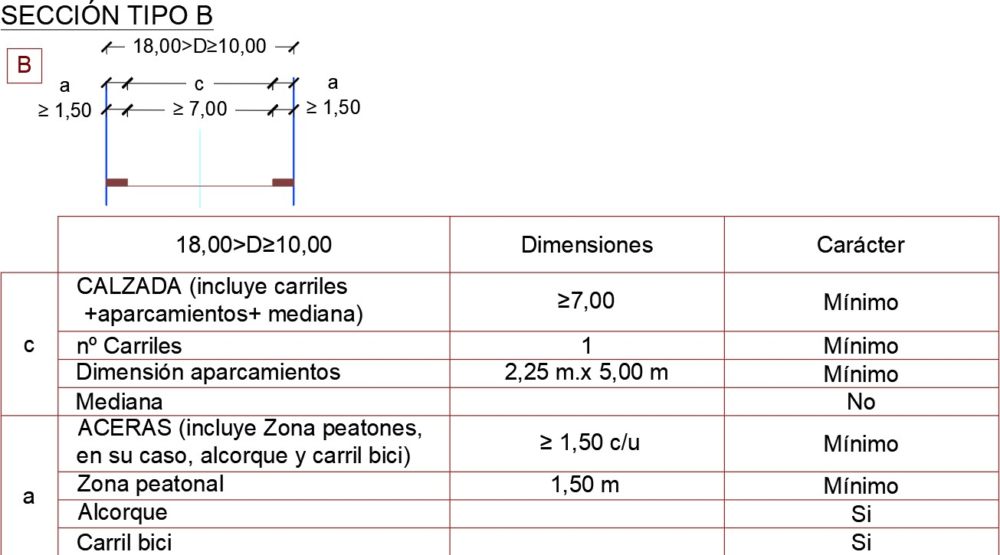 SECCIÓN TIPO B
18,00>D≥10,00
B
a c a
≥ 1,50 ≥ 7,00 ≥ 1,50
18,00>D≥10,00 Dimensiones Carácter
c
CALZADA (incluye carriles
+aparcamientos+ mediana) ≥7,00 Mínimo
nº Carriles 1 Mínimo
Dimensión aparcamientos 2,25 m.x 5,00 m Mínimo
Mediana No
a
ACERAS (incluye Zona peatones,
en su caso, alcorque y carril bici) ≥ 1,50 c/u Mínimo
Zona peatonal 1,50 m Mínimo
Alcorque Si
Carril bici Si